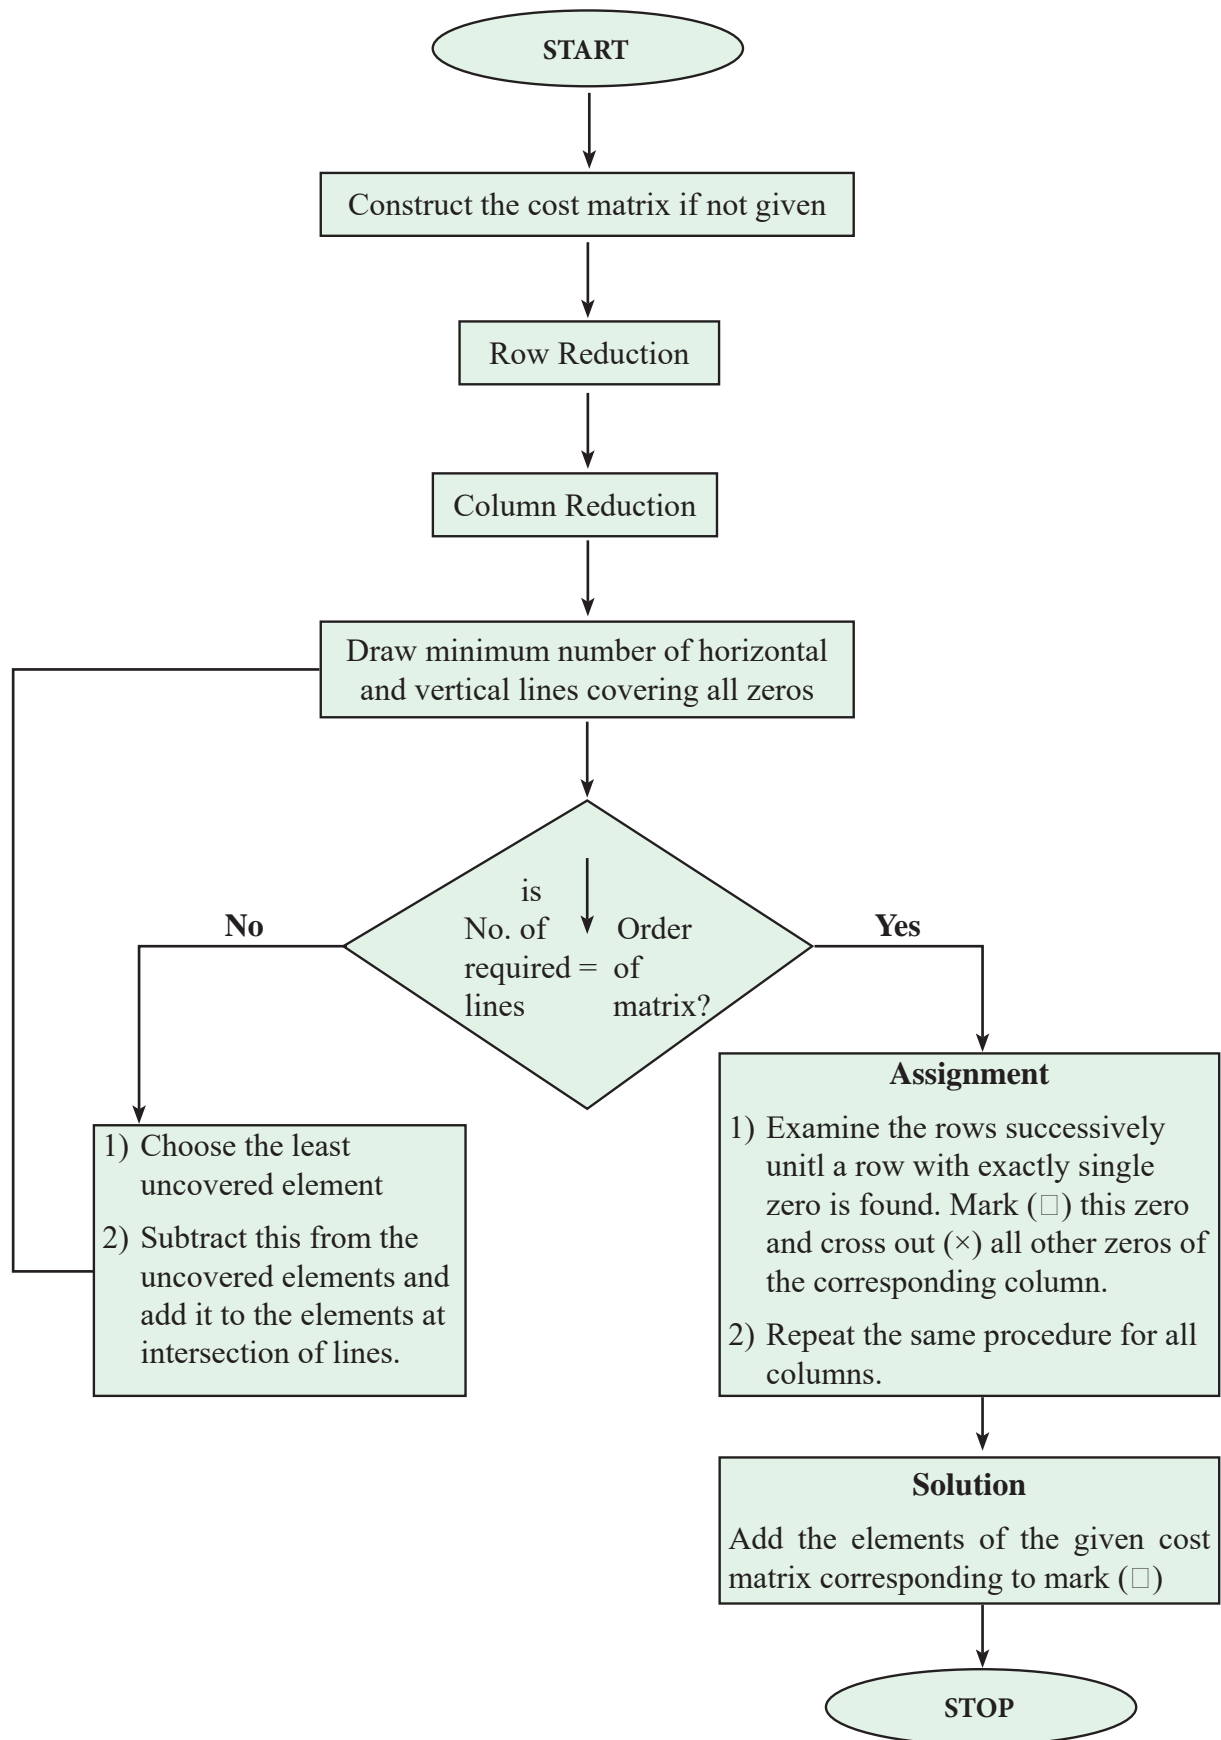 START
Construct the cost matrix if not given
Row Reduction
Column Reduction
Draw minimum number of horizontal
and vertical lines covering all zeros
is
No. of Order
required = of
lines matrix?
No
Yes
1) Choose the least
uncovered element
2) Subtract this from the
uncovered elements and
add it to the elements at
intersection of lines.
Assignment
1) Examine the rows successively
unitl a row with exactly single
zero is found. Mark (□) this zero
and cross out (×) all other zeros of
the corresponding column.
2) Repeat the same procedure for all
columns.
Solution
Add the elements of the given cost
matrix corresponding to mark (□)
STOP